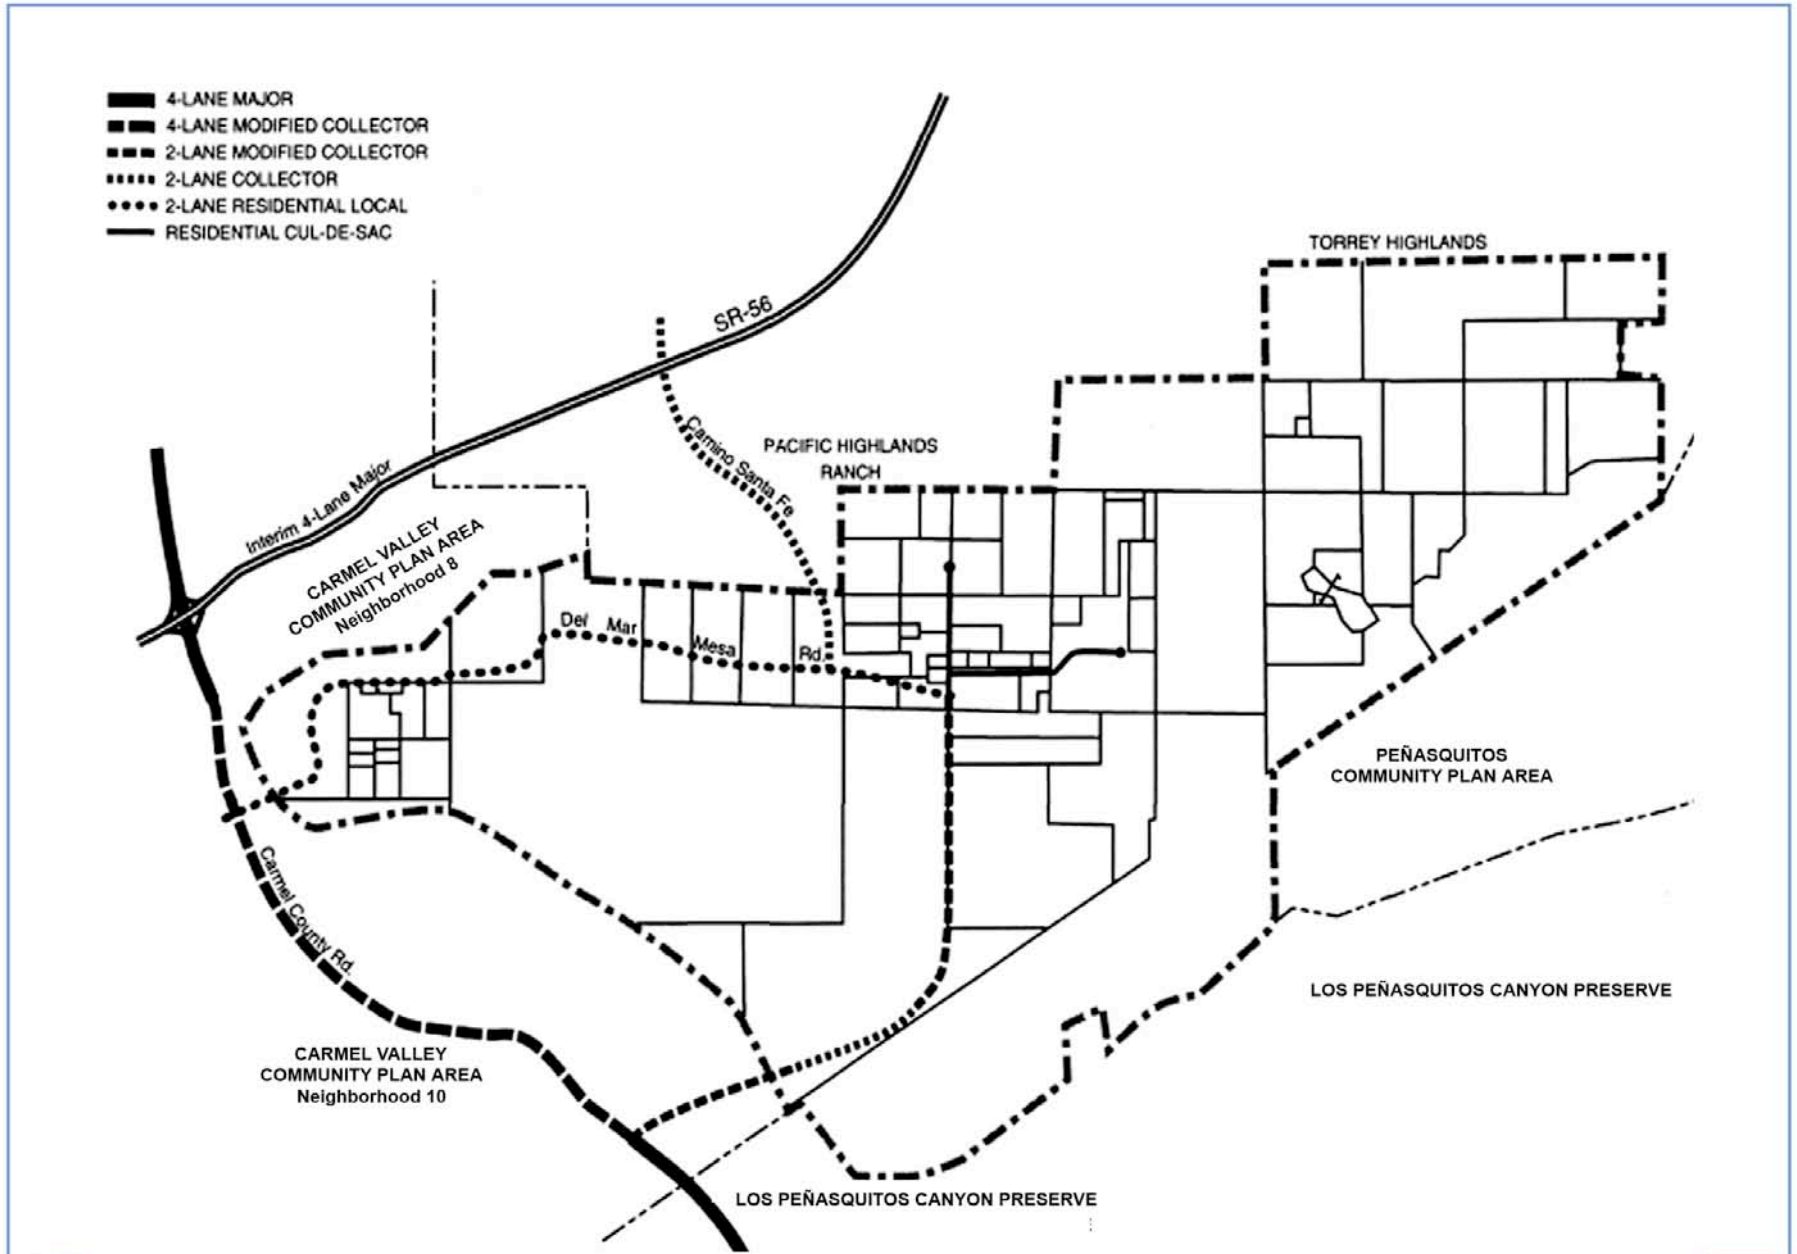 4-LANE MAJOR
4-LANE MODIFIED COLLECTOR
2-LANE MODIFIED COLLECTOR
2-LANE COLLECTOR
2-LANE RESIDENTIAL LOCAL
RESIDENTIAL CUL-DE-SAC
TORREY HIGHLANDS
SR-56
Camino Santa Fe
PACIFIC HIGHLANDS
RANCH
Interim 4-Lane Major
CARMEL VALLEY
COMMUNITY PLAN AREA
Neighborhood 8
Del Mar Mesa Rd.
PEÑASQUITOS
COMMUNITY PLAN AREA
Carmel County Rd.
LOS PEÑASQUITOS CANYON PRESERVE
CARMEL VALLEY
COMMUNITY PLAN AREA
Neighborhood 10
LOS PEÑASQUITOS CANYON PRESERVE